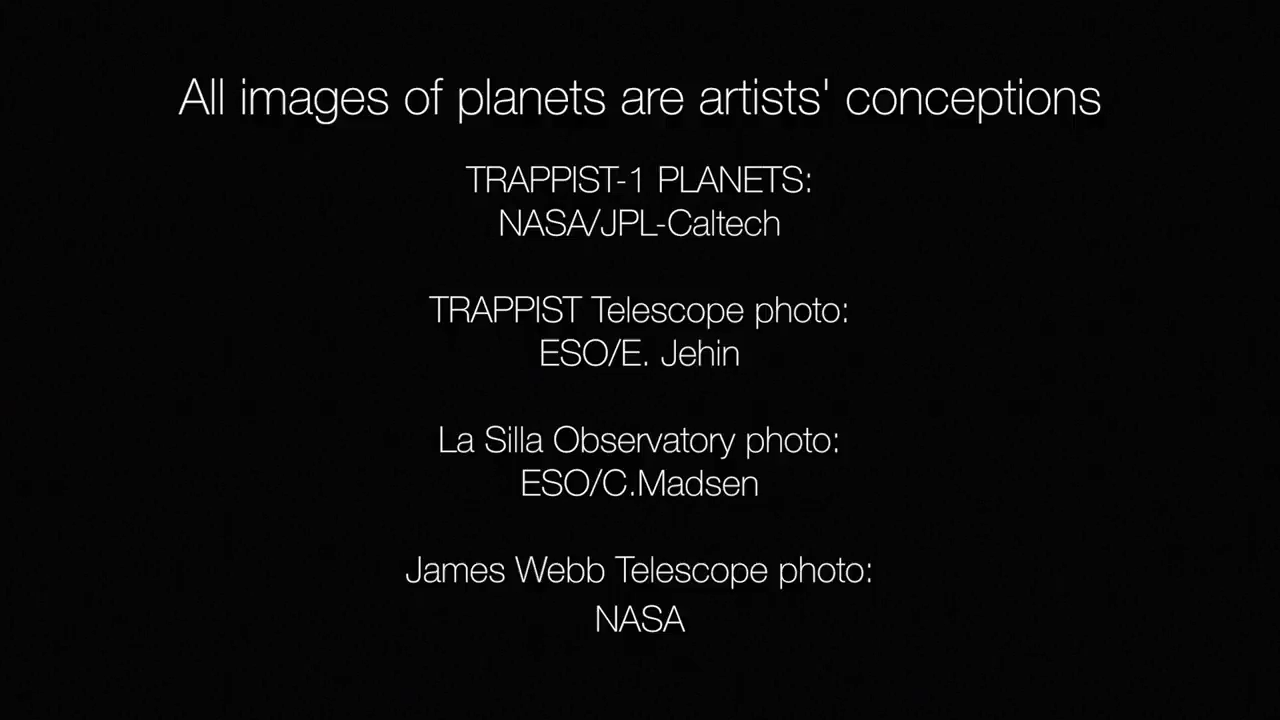 All images of planets are artists' conceptions
TRAPPIST-1 PLANETS:
NASA/JPL-Caltech
TRAPPIST Telescope photo:
ESO/E. Jehin
La Silla Observatory photo:
ESO/C.Madsen
James Webb Telescope photo:
NASA